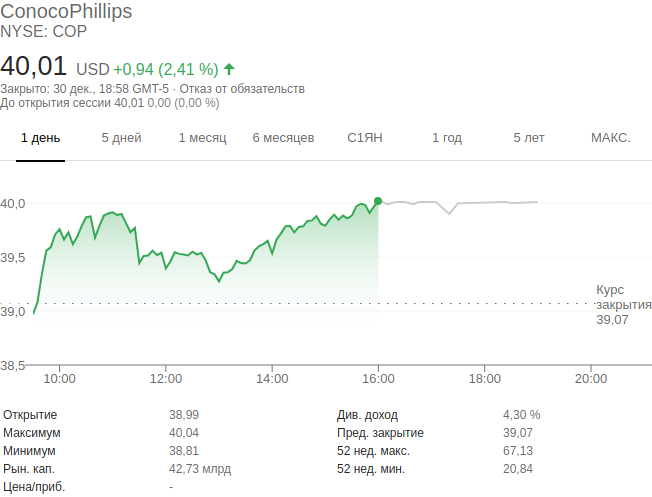 ConocoPhillips
NYSE: COP
40,01 USD +0,94 (2,41 %)
Закрыто: 30 дек., 18:58 GMT-5 · Отказ от обязательств
До открытия сессии 40,01 0,00 (0,00 %)
1 день 5 дней 1 месяц 6 месяцев С1ЯН 1 год 5 лет МАКС.
40,0
39,5
39,0
38,5
Курс
закрытия
39,07
10:00 12:00 14:00 16:00 18:00 20:00
Открытие 38,99 Див. доход 4,30 %
Максимум 40,04 Пред. закрытие 39,07
Минимум 38,81 52 нед. макс. 67,13
Рын. кап. 42,73 млрд 52 нед. мин. 20,84
Цена/приб. -